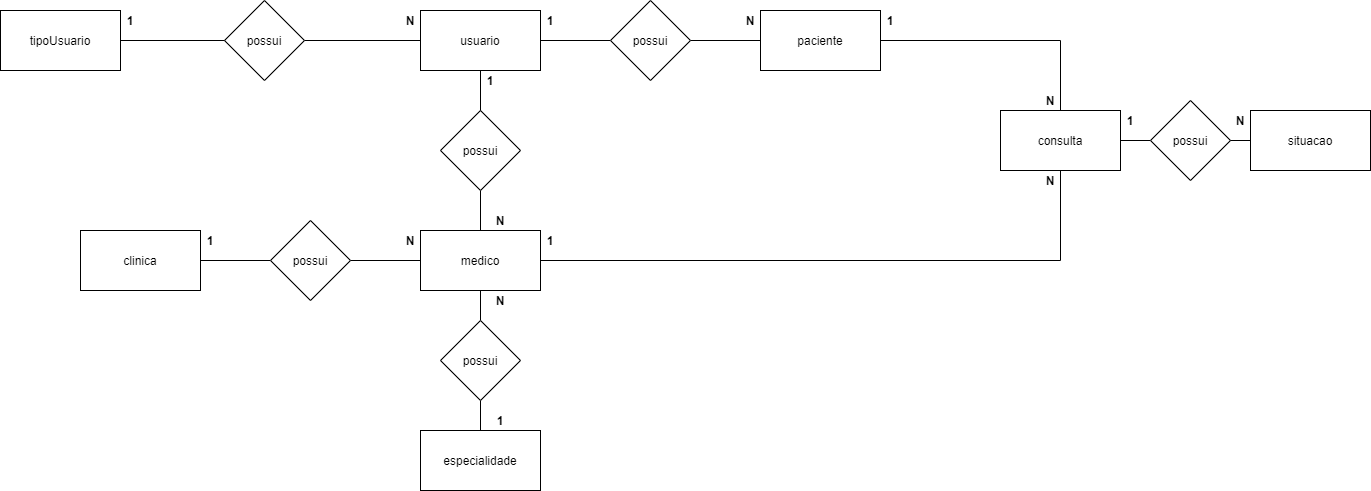 tipoUsuario
1
possui
N
usuario
1
possui
N
paciente
1
1
possui
N
N
consulta
1
possui
N
situacao
N
clinica
1
possui
N
medico
1
N
possui
1
especialidade